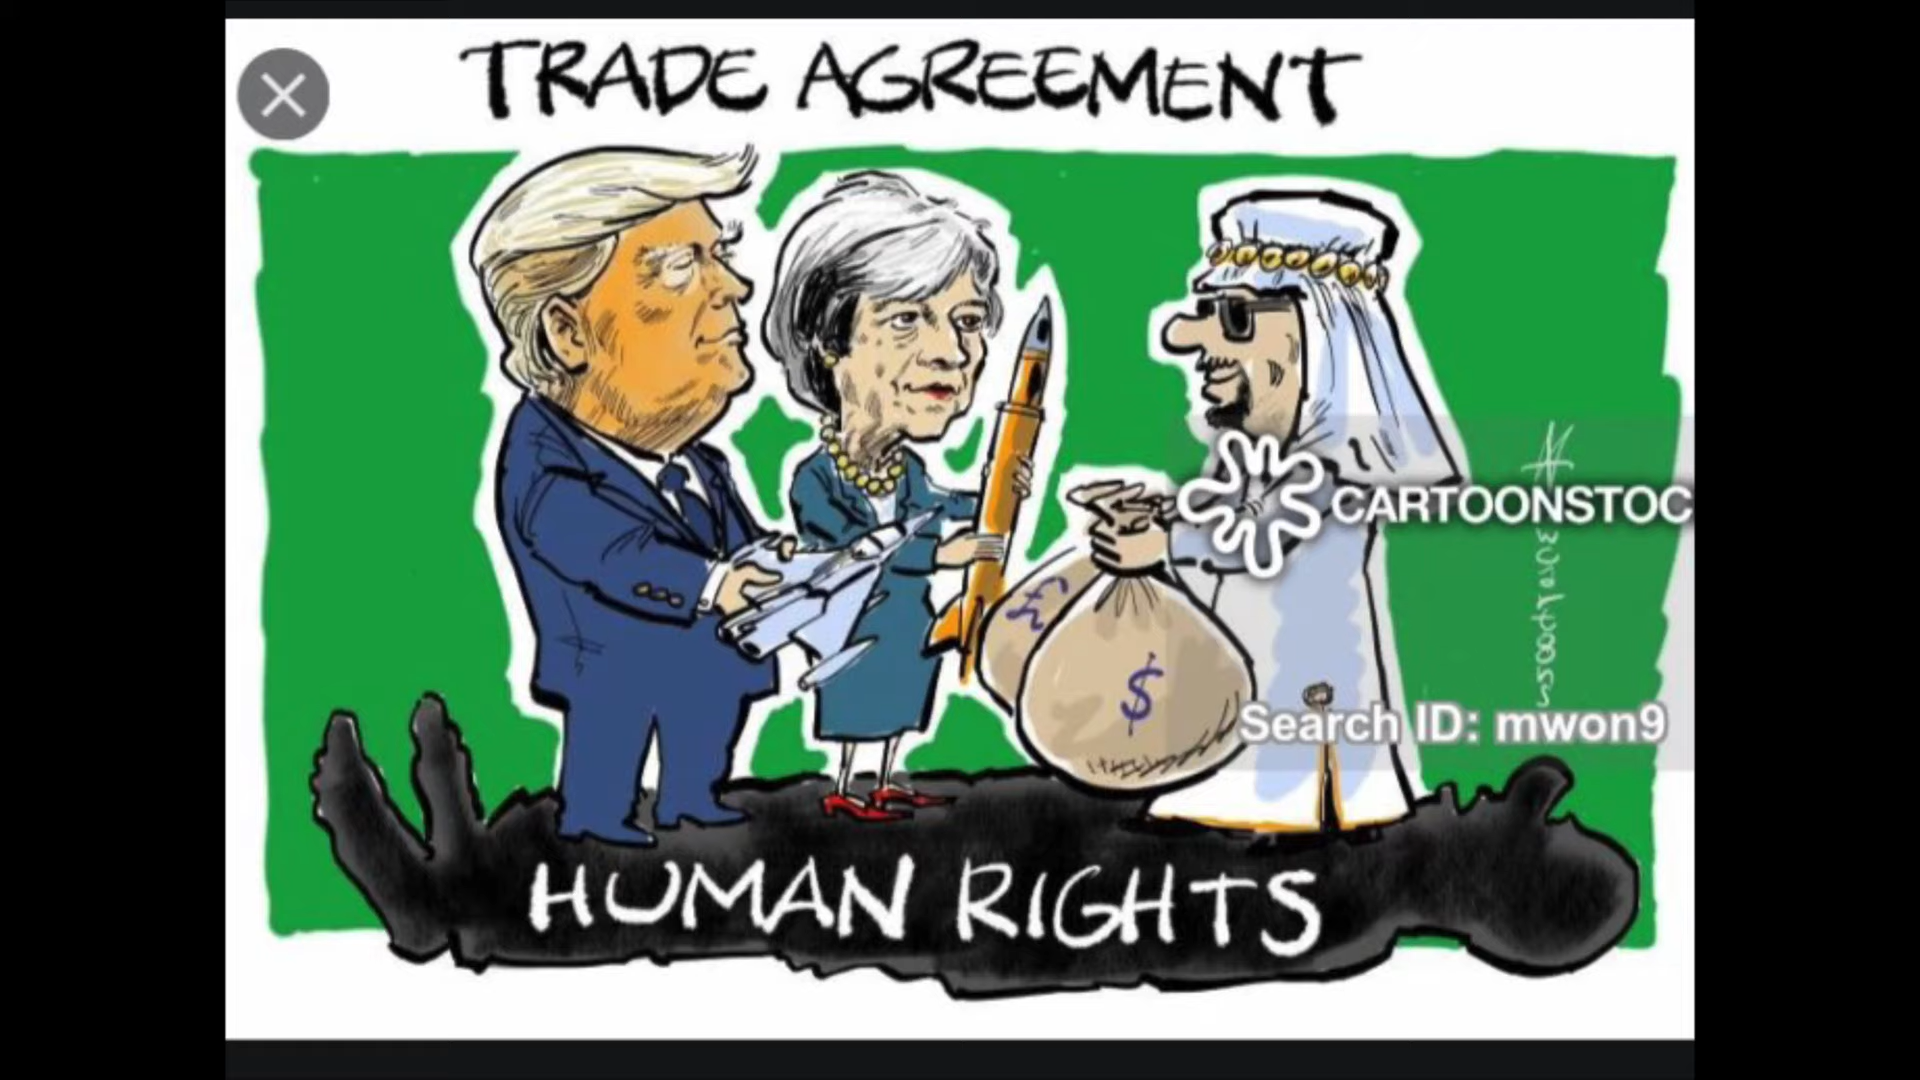 TRADE AGREEMENT
£
$
CARTOONSTOC
Search ID: mwon9
HUMAN RIGHTS